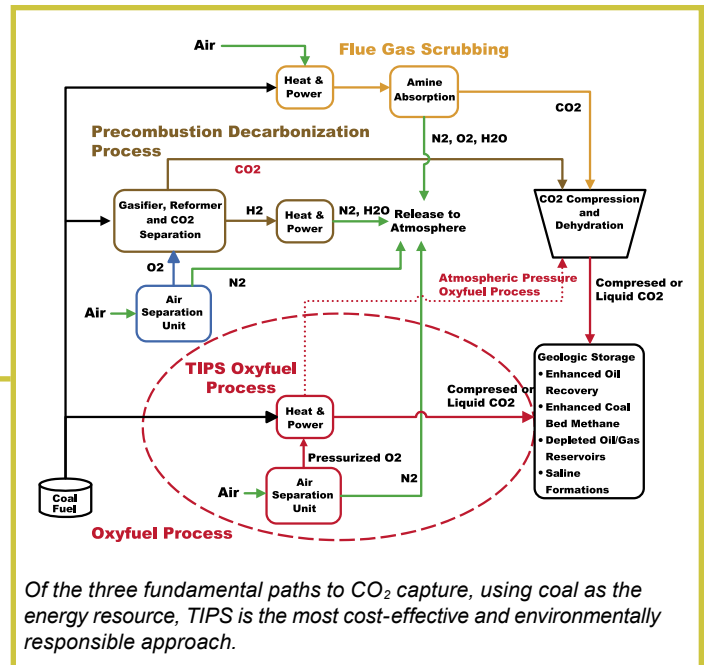 Air
Flue Gas Scrubbing
Heat &
Power
Amine
Absorption
CO2
N2, O2, H2O
Precombustion Decarbonization
Process
CO2
Gasifier, Reformer
and CO2
Separation
H2
Heat &
Power
N2, H2O
Release to
Atmosphere
CO2 Compression
and
Dehydration
O2
N2
Air
Air
Separation
Unit
Atmospheric Pressure
Oxyfuel Process
Compresed or
Liquid CO2
TIPS Oxyfuel
Process
Heat &
Power
Compresed or
Liquid CO2
Geologic Storage
• Enhanced Oil
Recovery
• Enhanced Coal
Bed Methane
• Depleted Oil/Gas
Reservoirs
• Saline
Formations
Pressurized O2
Air
Air
Separation
Unit
N2
Coal
Fuel
Oxyfuel Process
Of the three fundamental paths to CO₂ capture, using coal as the
energy resource, TIPS is the most cost-effective and environmentally
responsible approach.